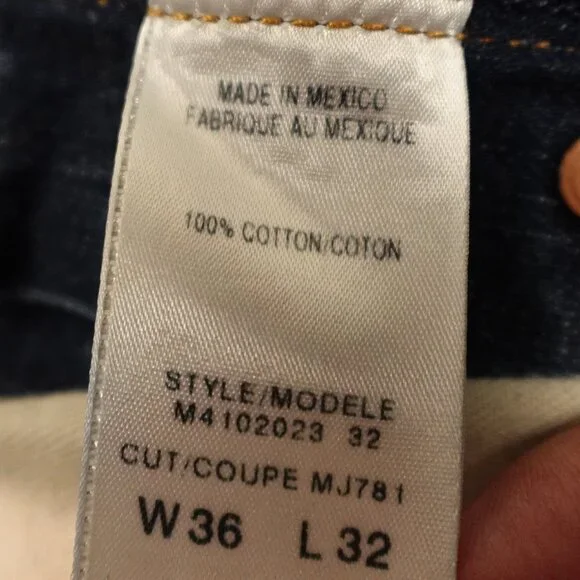 MADE IN MEXICO
FABRIQUE AU MEXIQUE
100% COTTON/COTON
STYLE/MODELE
M4102023 32
CUT/COUPE MJ781
W36 L32